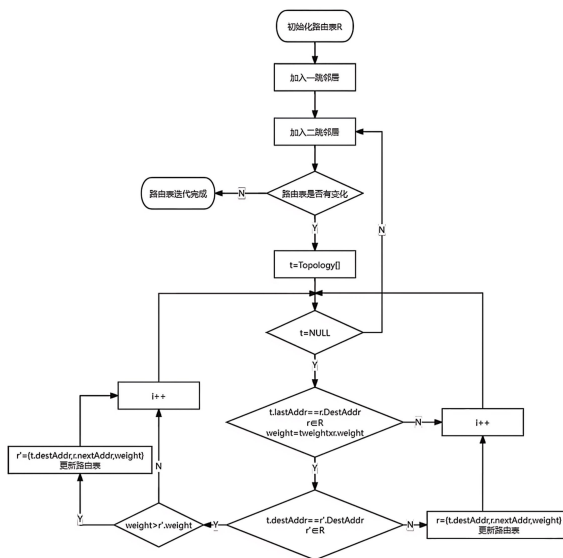 初始化路由表R
加入一跳邻居
加入二跳邻居
路由表迭代完成
N
路由表是否有变化
Y
N
t=Topology[]
t=NULL
Y
i++
t.lastAddr==r.DestAddr
r∈R
weight=tweightxr.weight
N
i++
r'={t.destAddr,r.nextAddr,weight}
更新路由表
N
Y
Y
weight>r'.weight
Y
t.destAddr==r'.DestAddr
r'∈R
N
r={t.destAddr,r.nextAddr,weight}
更新路由表